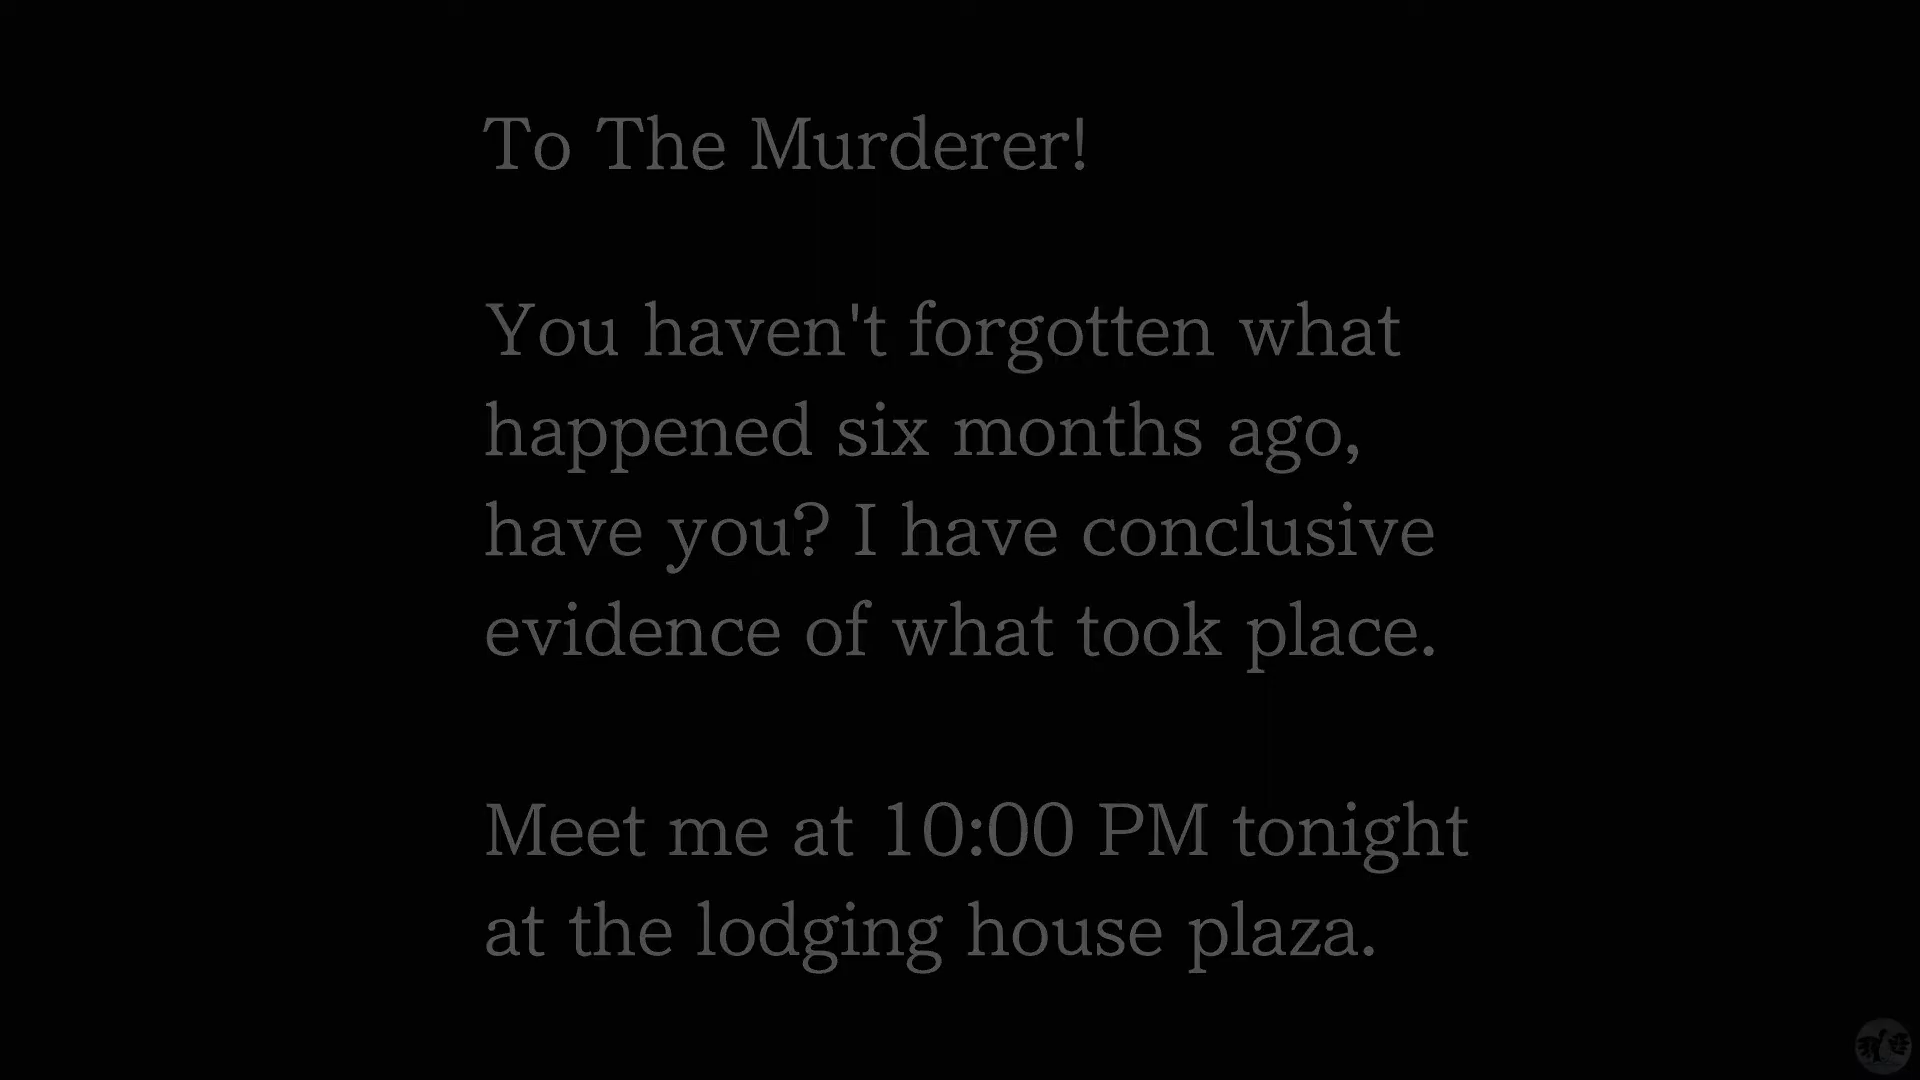 To The Murderer!
You haven't forgotten what
happened six months ago,
have you? I have conclusive
evidence of what took place.
Meet me at 10:00 PM tonight
at the lodging house plaza.